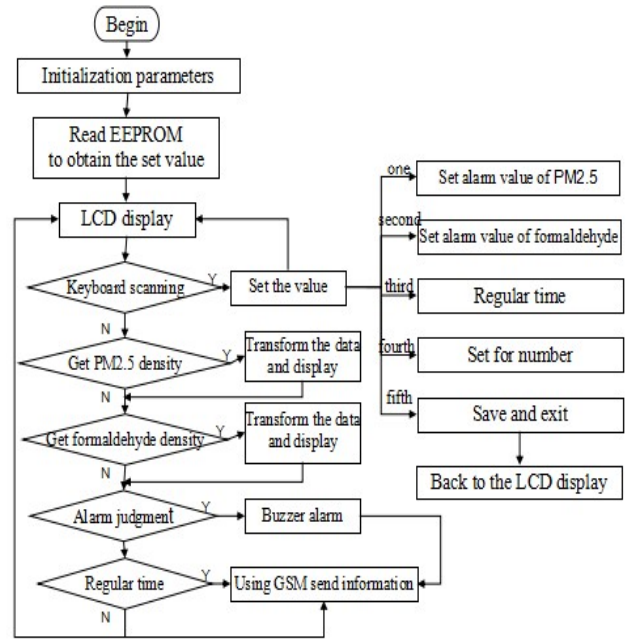 Begin
Initialization parameters
Read EEPROM
to obtain the set value
LCD display
Keyboard scanning
Y
Set the value
N
Get PM2.5 density
Y
Transform the data
and display
N
Get formaldehyde density
Y
Transform the data
and display
N
Alarm judgment
Y
Buzzer alarm
Regular time
Y
Using GSM send information
N
one
Set alarm value of PM2.5
second
Set alarm value of formaldehyde
third
Regular time
fourth
Set for number
fifth
Save and exit
Back to the LCD display